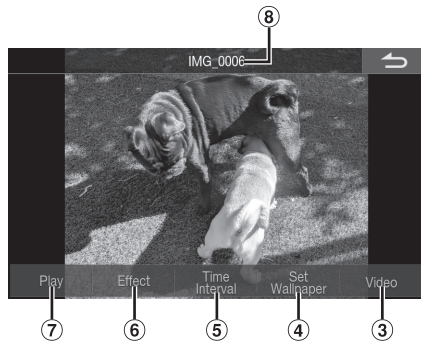 ⑧
IMG_0006
Play
Effect
Time
Interval
Set
Wallpaper
Video
⑦
⑥
⑤
④
③